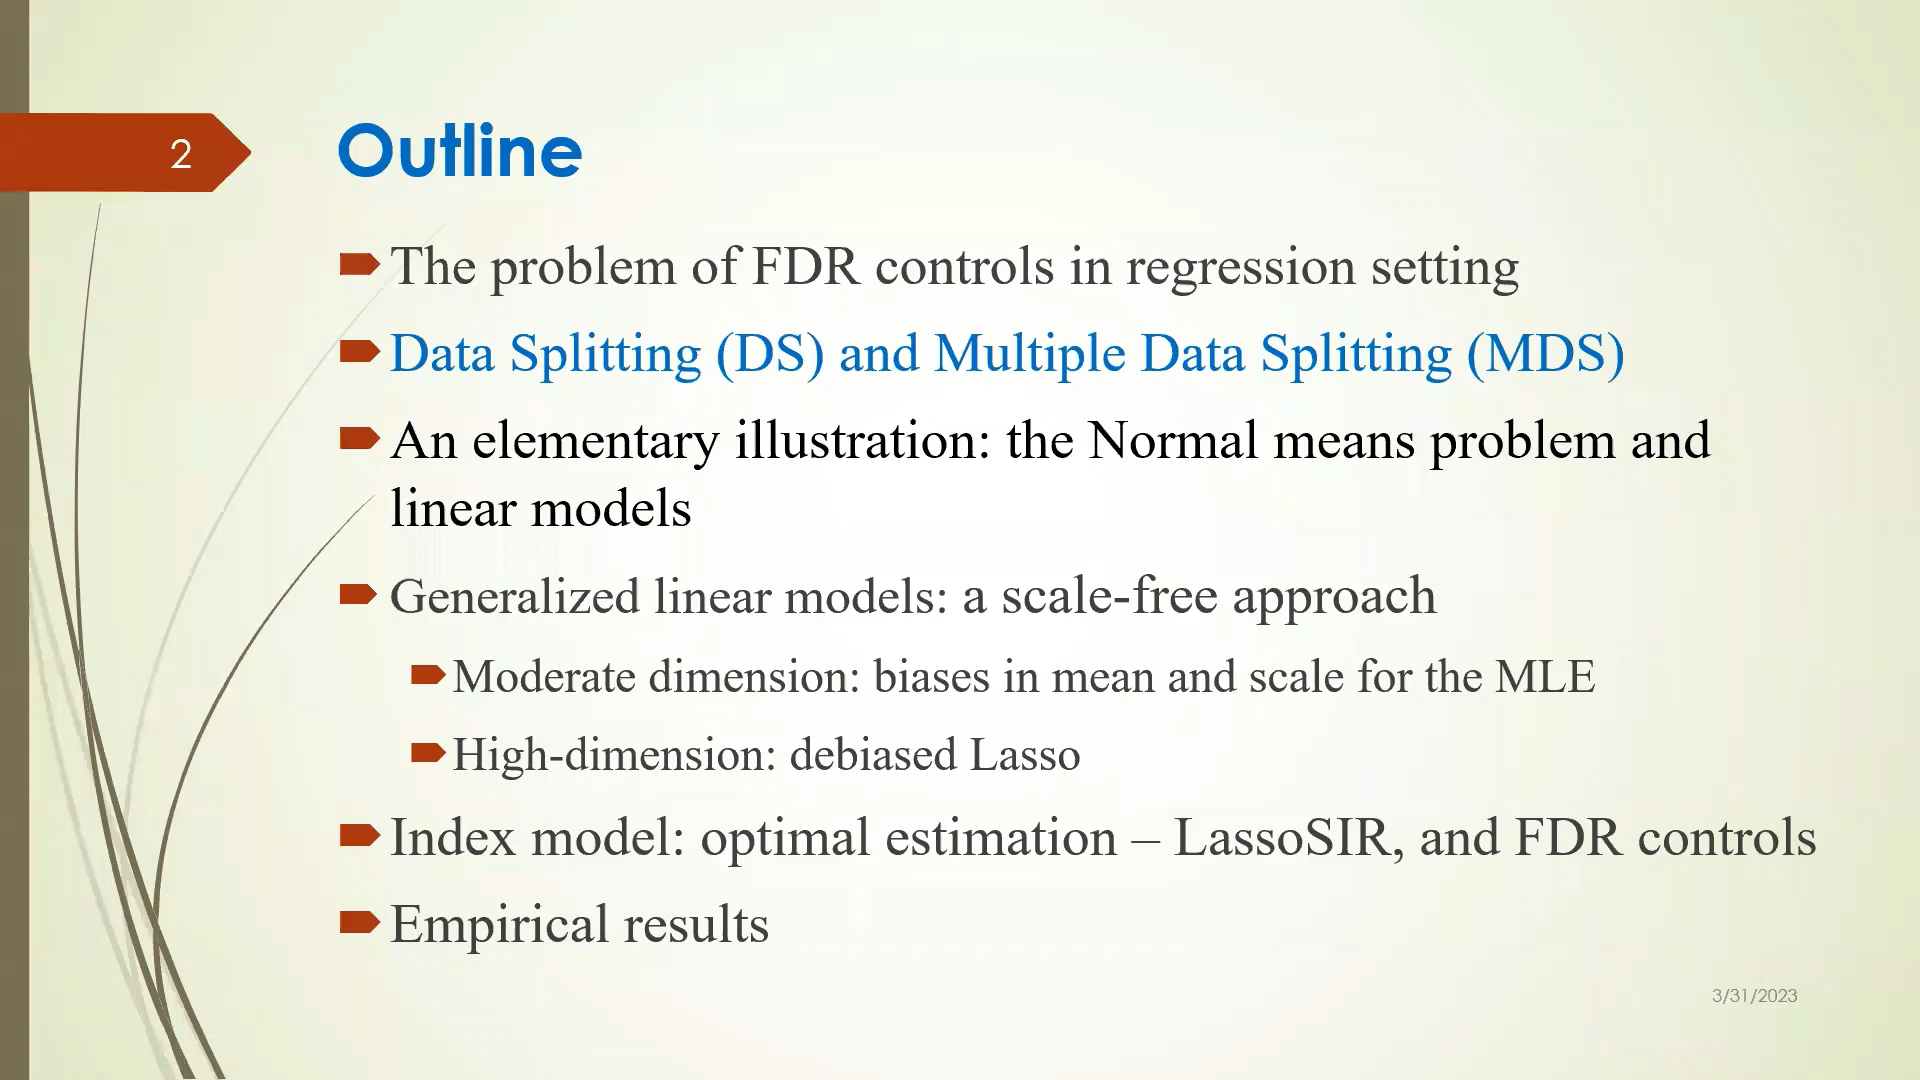 2
Outline
The problem of FDR controls in regression setting
Data Splitting (DS) and Multiple Data Splitting (MDS)
An elementary illustration: the Normal means problem and
linear models
Generalized linear models: a scale-free approach
Moderate dimension: biases in mean and scale for the MLE
High-dimension: debiased Lasso
Index model: optimal estimation – LassoSIR, and FDR controls
Empirical results
3/31/2023